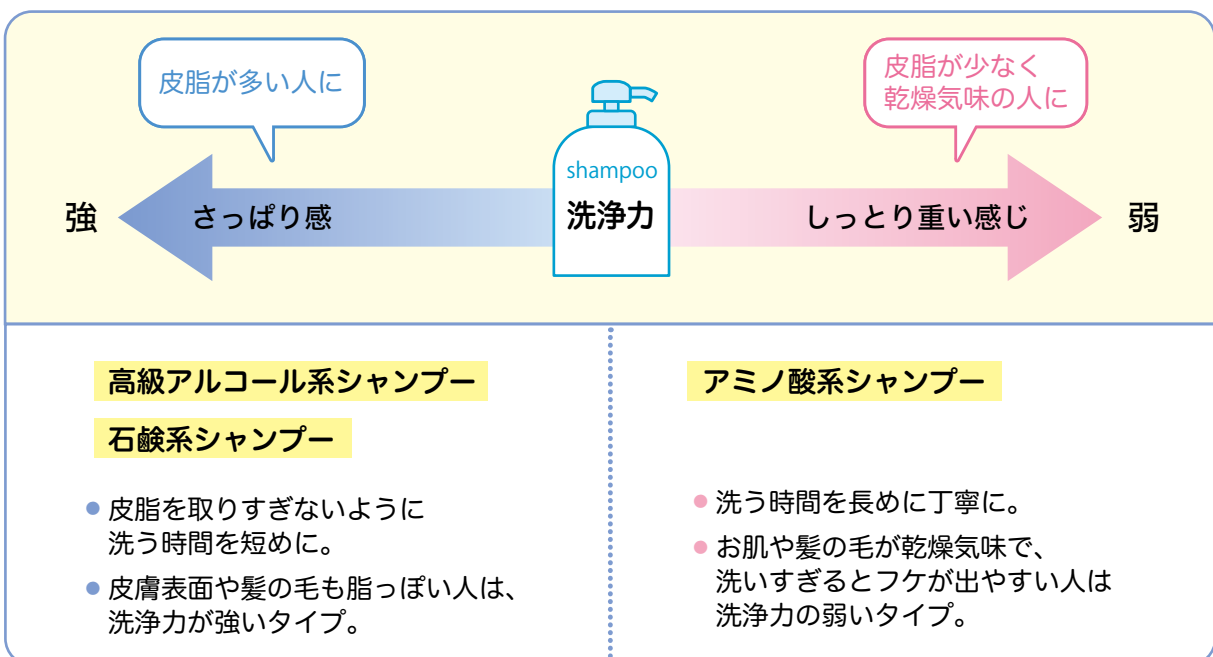 皮脂が多い人に
皮脂が少なく
乾燥気味の人に
強
さっぱり感
shampoo
洗浄力
しっとり重い感じ
弱
高級アルコール系シャンプー
石鹸系シャンプー
● 皮脂を取りすぎないように
洗う時間を短めに。
● 皮膚表面や髪の毛も脂っぽい人は、
洗浄力が強いタイプ。
アミノ酸系シャンプー
● 洗う時間を長めに丁寧に。
● お肌や髪の毛が乾燥気味で、
洗いすぎるとフケが出やすい人は
洗浄力の弱いタイプ。